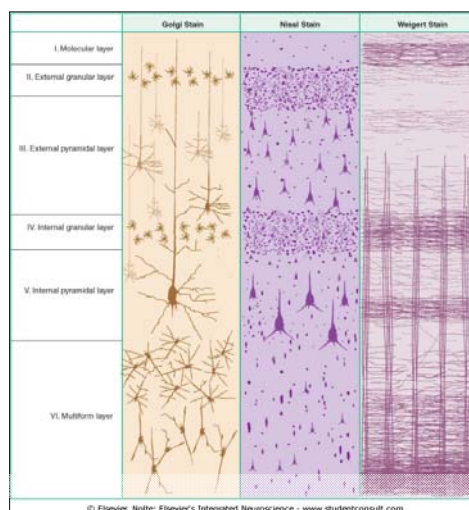 Golgi Stain
Nissl Stain
Weigert Stain
I. Molecular layer
II. External granular layer
III. External pyramidal layer
IV. Internal granular layer
V. Internal pyramidal layer
VI. Multiform layer
© Elsevier. Nolte: Elsevier's Integrated Neuroscience - www.studentconsult.com